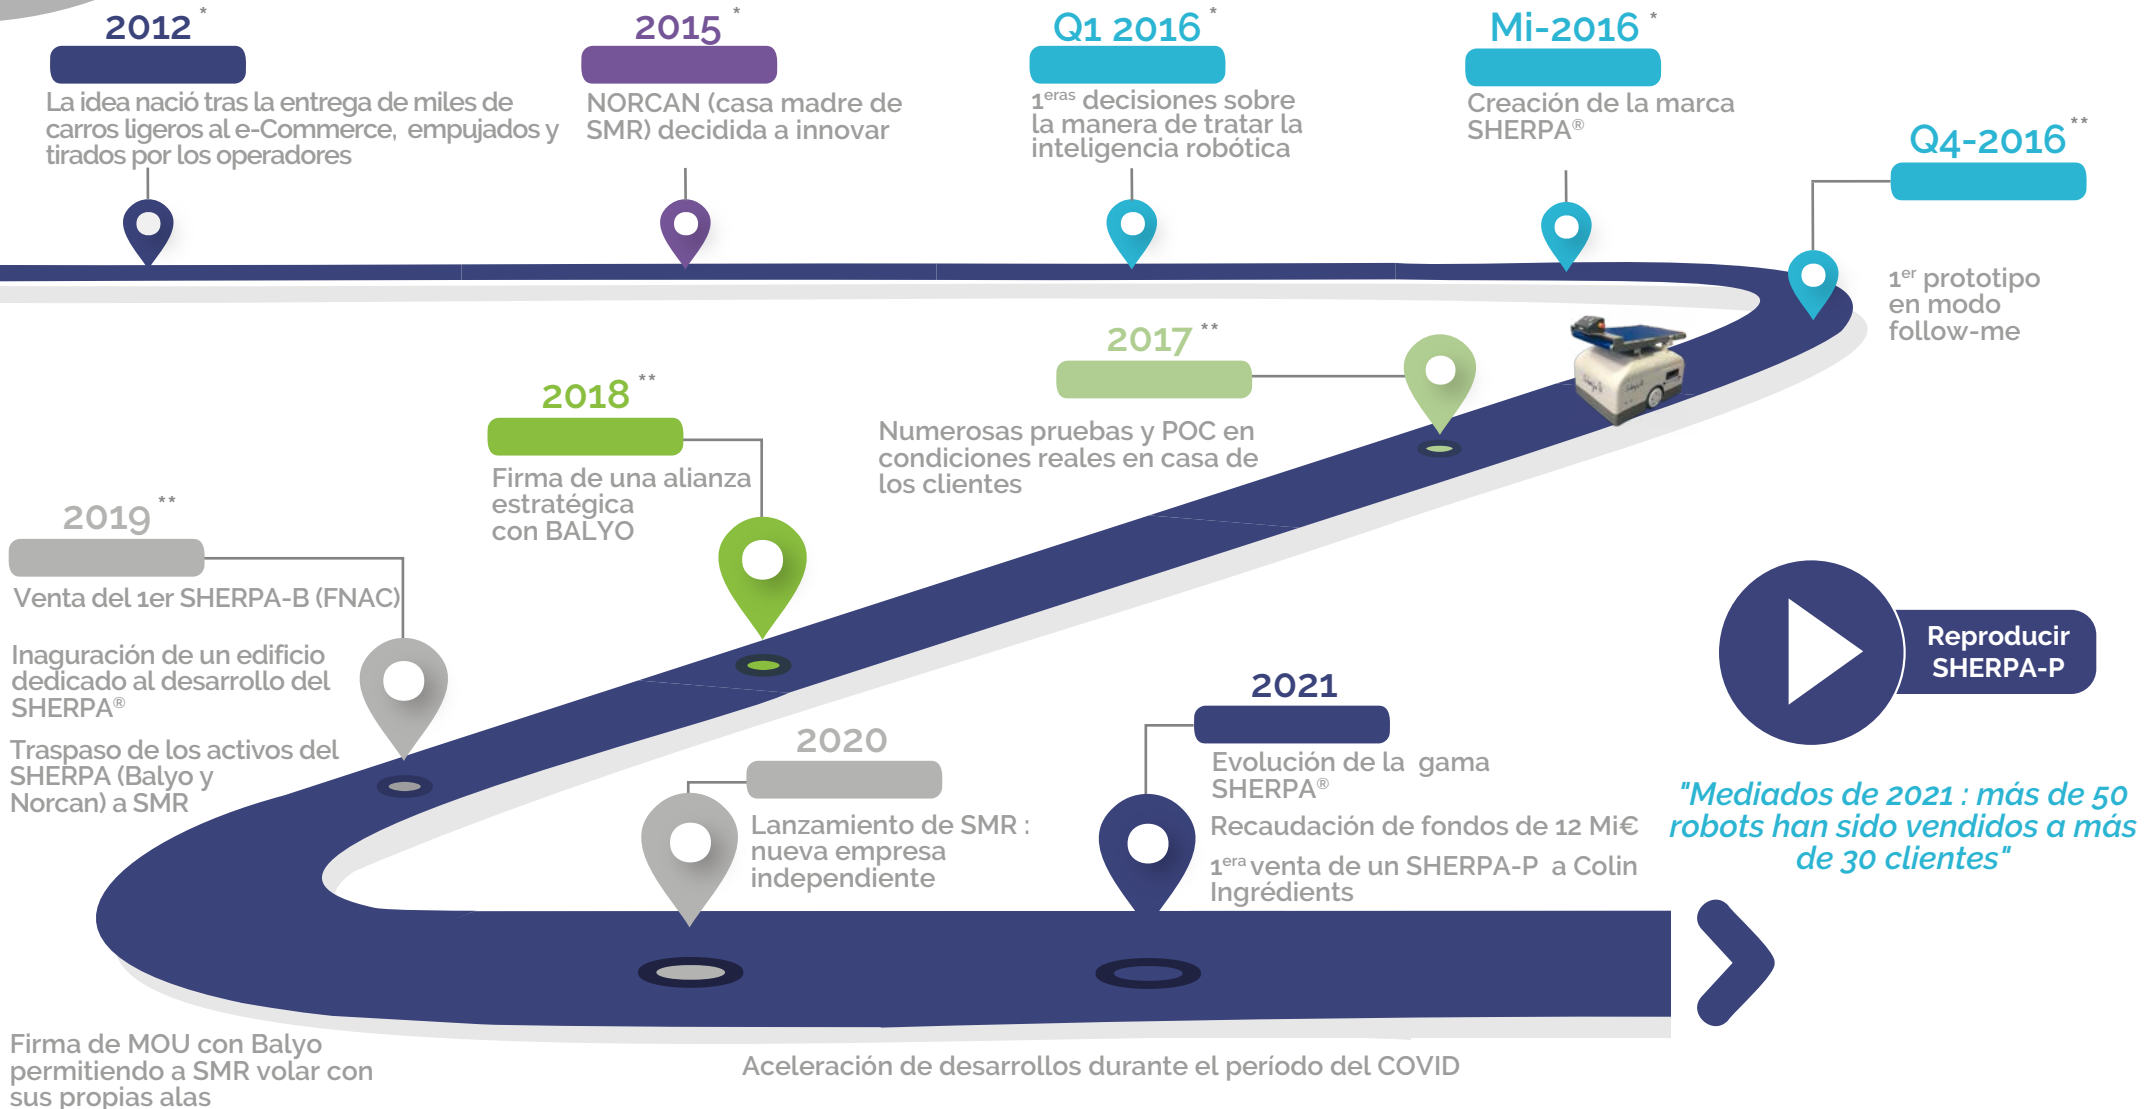 2012 *
La idea nació tras la entrega de miles de
carros ligeros al e-Commerce, empujados y
tirados por los operadores
2015 *
NORCAN (casa madre de
SMR) decidida a innovar
Q1 2016 *
1eras decisiones sobre
la manera de tratar la
inteligencia robótica
Mi-2016 *
Creación de la marca
SHERPA®
Q4-2016 **
1er prototipo
en modo
follow-me
2017 **
Numerosas pruebas y POC en
condiciones reales en casa de
los clientes
2018 **
Firma de una alianza
estratégica
con BALYO
2019 **
Venta del 1er SHERPA-B (FNAC)
Inaguración de un edificio
dedicado al desarrollo del
SHERPA®
Traspaso de los activos del
SHERPA (Balyo y
Norcan) a SMR
Firma de MOU con Balyo
permitiendo a SMR volar con
sus propias alas
2020
Lanzamiento de SMR :
nueva empresa
independiente
Aceleración de desarrollos durante el período del COVID
2021
Evolución de la gama
SHERPA®
Recaudación de fondos de 12 Mi€
1era venta de un SHERPA-P a Colin
Ingrédients
Reproducir
SHERPA-P
"Mediados de 2021 : más de 50
robots han sido vendidos a más
de 30 clientes"